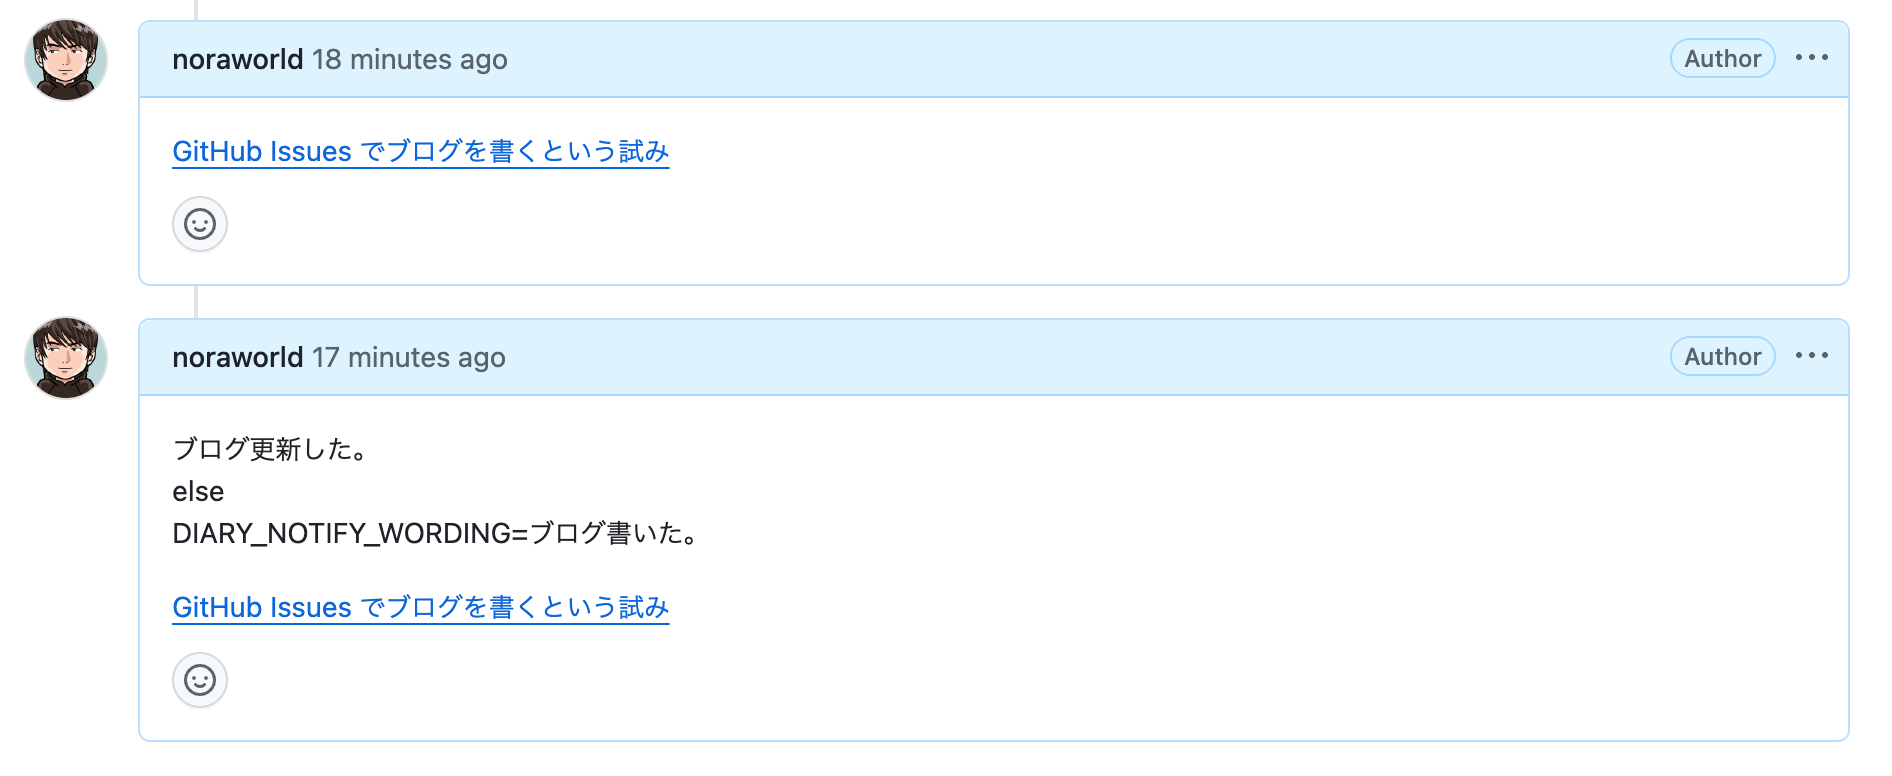 noraworld 18 minutes ago Author
GitHub Issues でブログを書くという試み
noraworld 17 minutes ago Author
ブログ更新した。
else
DIARY_NOTIFY_WORDING=ブログ書いた。
GitHub Issues でブログを書くという試み